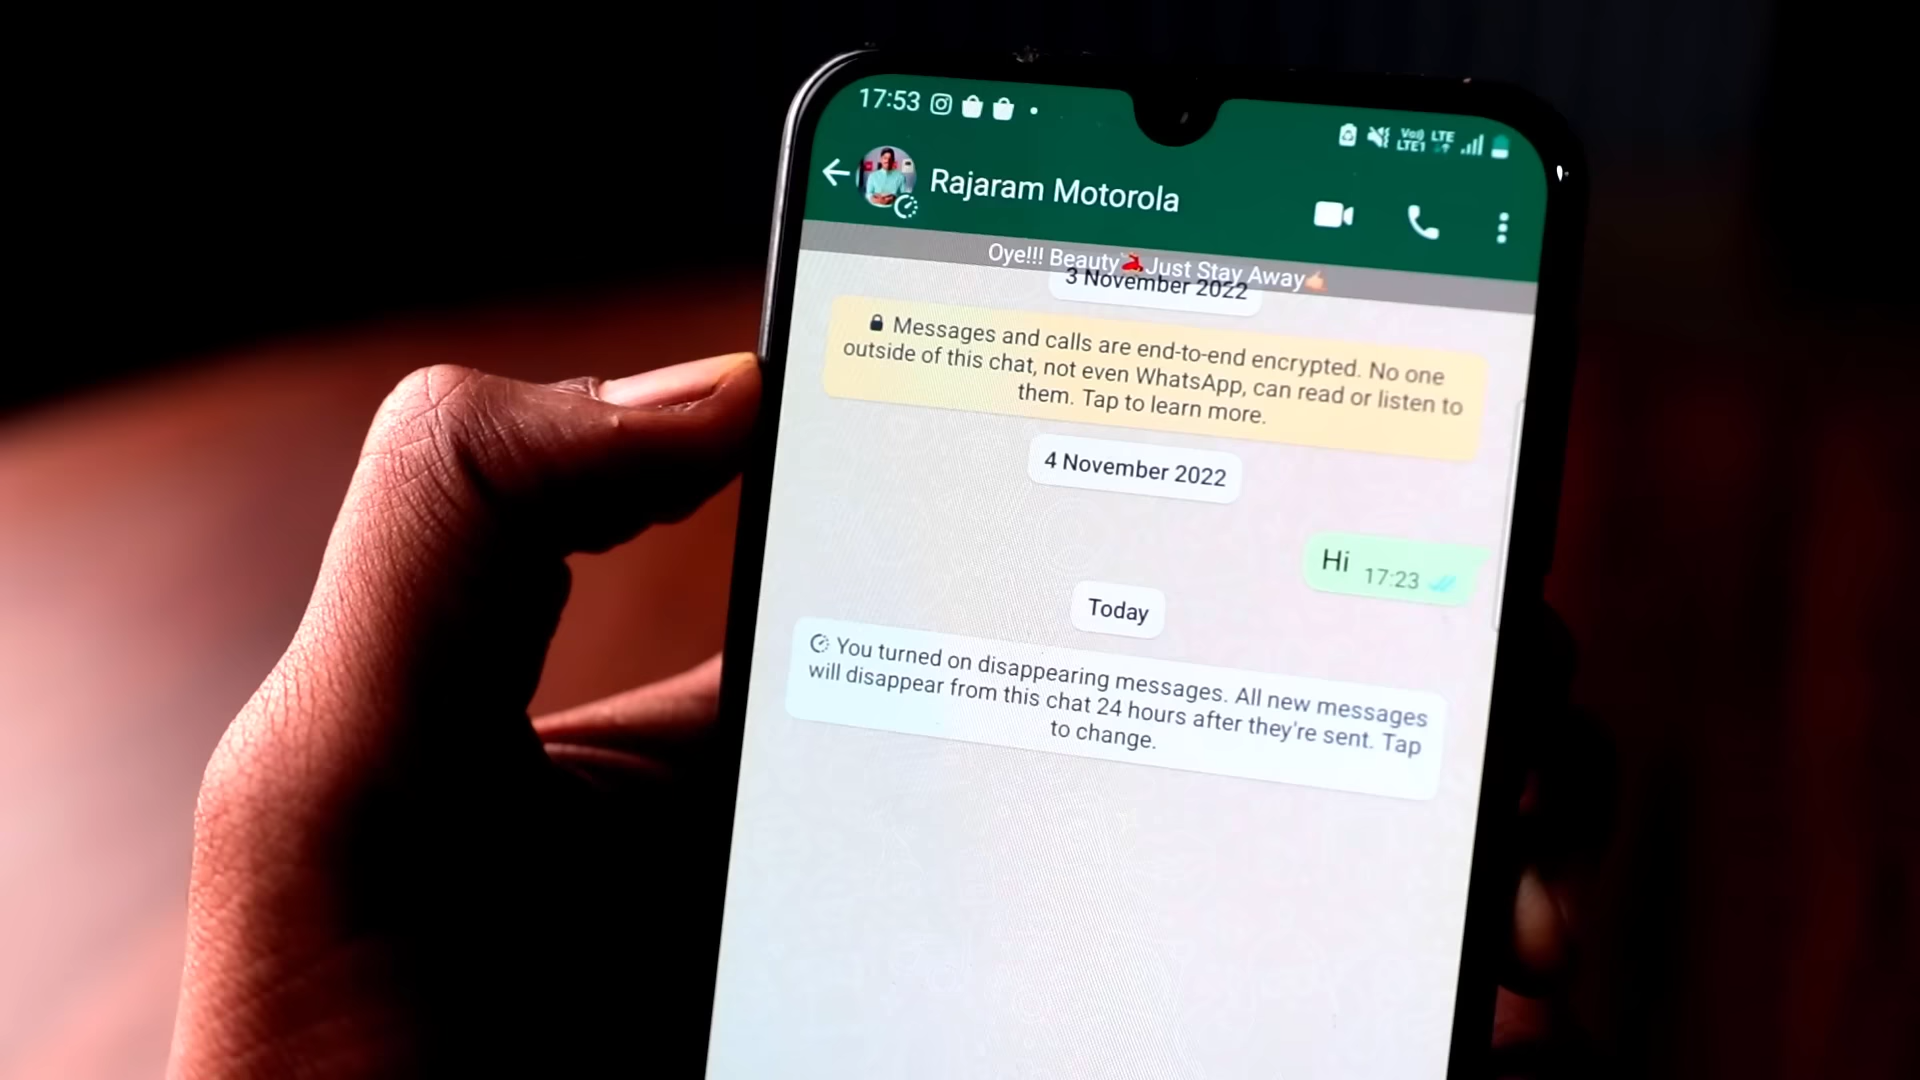 17:53
Voı) LTE
LTE1
Rajaram Motorola
Oye!!! Beauty💃Just Stay Away🤙
3 November 2022
Messages and calls are end-to-end encrypted. No one
outside of this chat, not even WhatsApp, can read or listen to
them. Tap to learn more.
4 November 2022
Hi 17:23
Today
You turned on disappearing messages. All new messages
will disappear from this chat 24 hours after they're sent. Tap
to change.